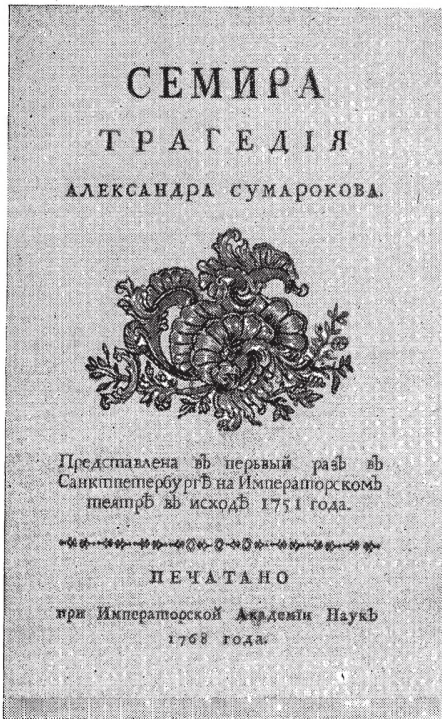 СЕМИРА
ТРАГЕДІЯ
АЛЕКСАНДРА СУМАРОКОВА.
Представлена въ перьвый разъ въ
Санктпетербургѣ на Императорскомъ
театрѣ въ исходѣ 1751 года.
ПЕЧАТАНО
при Императорской Академіи Наукъ
1768 года.